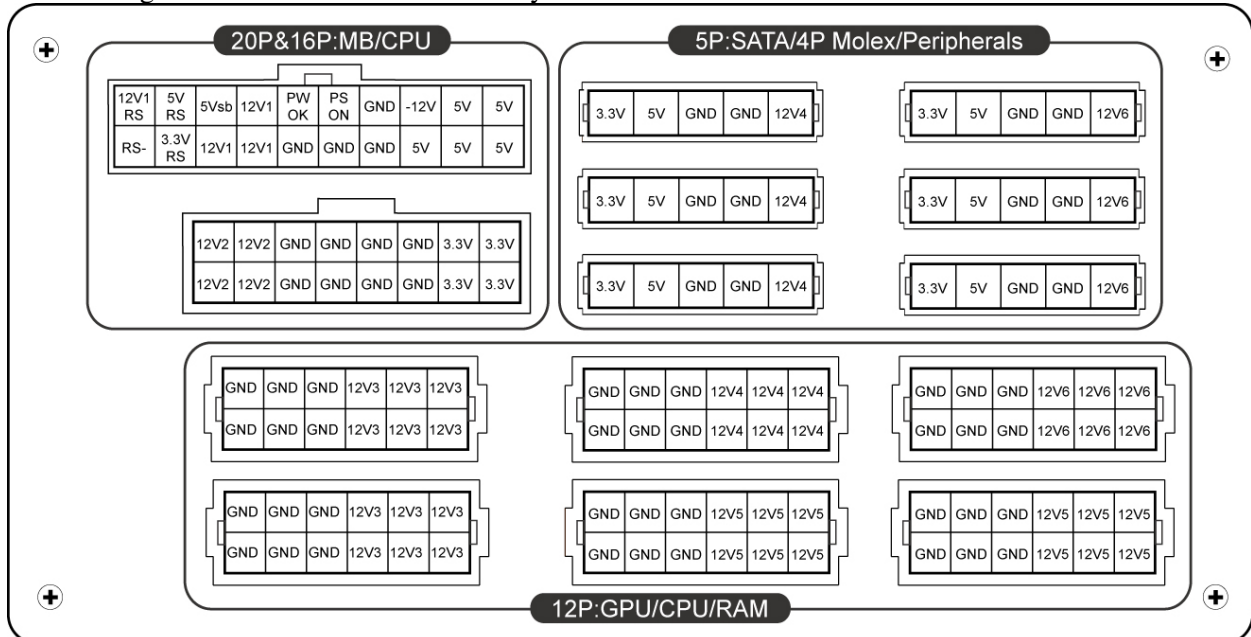 20P&16P:MB/CPU
12V1 RS 5V RS 5Vsb 12V1 PW OK PS ON GND -12V 5V 5V
RS- 3.3V RS 12V1 12V1 GND GND GND 5V 5V 5V
12V2 12V2 GND GND GND GND 3.3V 3.3V
12V2 12V2 GND GND GND GND 3.3V 3.3V
5P:SATA/4P Molex/Peripherals
3.3V 5V GND GND 12V4
3.3V 5V GND GND 12V6
3.3V 5V GND GND 12V4
3.3V 5V GND GND 12V6
3.3V 5V GND GND 12V4
3.3V 5V GND GND 12V6
GND GND GND 12V3 12V3 12V3
GND GND GND 12V3 12V3 12V3
GND GND GND 12V4 12V4 12V4
GND GND GND 12V4 12V4 12V4
GND GND GND 12V6 12V6 12V6
GND GND GND 12V6 12V6 12V6
GND GND GND 12V3 12V3 12V3
GND GND GND 12V3 12V3 12V3
GND GND GND 12V5 12V5 12V5
GND GND GND 12V5 12V5 12V5
GND GND GND 12V5 12V5 12V5
GND GND GND 12V5 12V5 12V5
12P:GPU/CPU/RAM